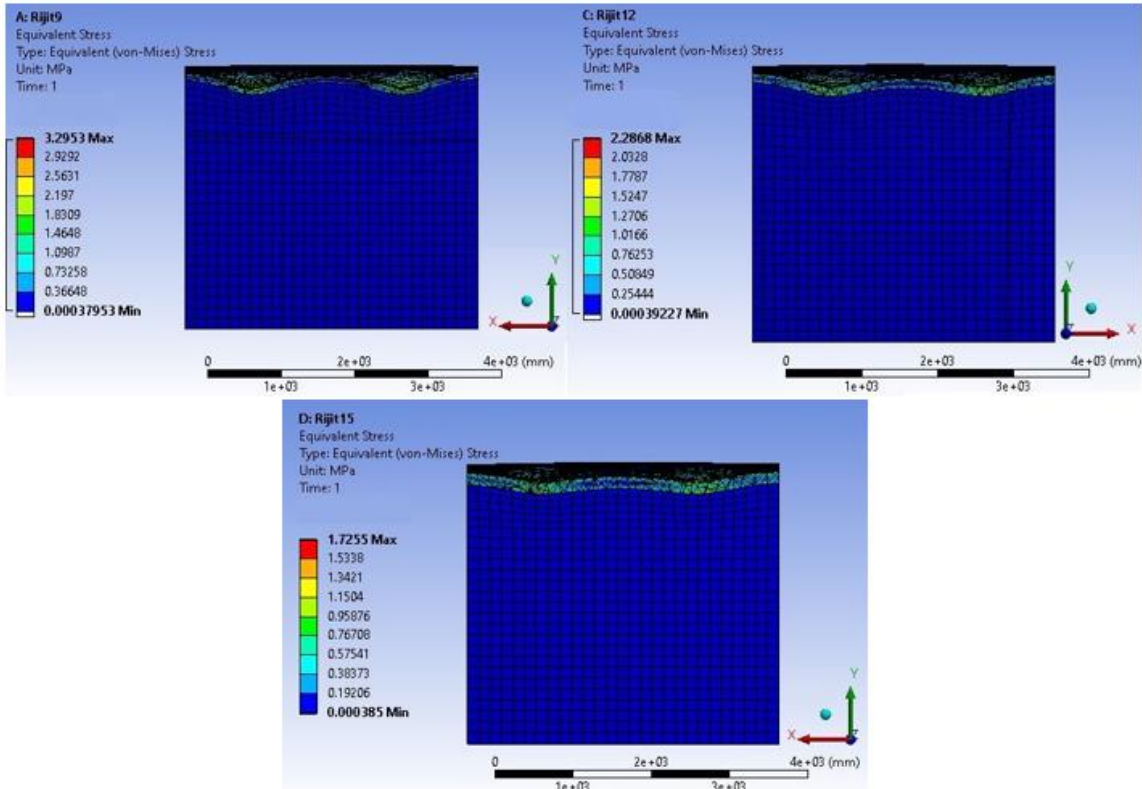 A: Rijit9
Equivalent Stress
Type: Equivalent (von-Mises) Stress
Unit: MPa
Time: 1
3.2953 Max
2.9292
2.5631
2.197
1.8309
1.4648
1.0987
0.73258
0.36648
0.00037953 Min
Y
X
0
2e+03
4e+03 (mm)
1e+03
3e+03
C: Rijit12
Equivalent Stress
Type: Equivalent (von-Mises) Stress
Unit: MPa
Time: 1
2.2868 Max
2.0328
1.7787
1.5247
1.2706
1.0166
0.76253
0.50849
0.25444
0.00039227 Min
Y
X
0
2e+03
4e+03 (mm)
1e+03
3e+03
D: Rijit15
Equivalent Stress
Type: Equivalent (von-Mises) Stress
Unit: MPa
Time: 1
1.7255 Max
1.5338
1.3421
1.1504
0.95876
0.76708
0.57541
0.38373
0.19206
0.000385 Min
Y
X
0
2e+03
4e+03 (mm)
1e+03
3e+03